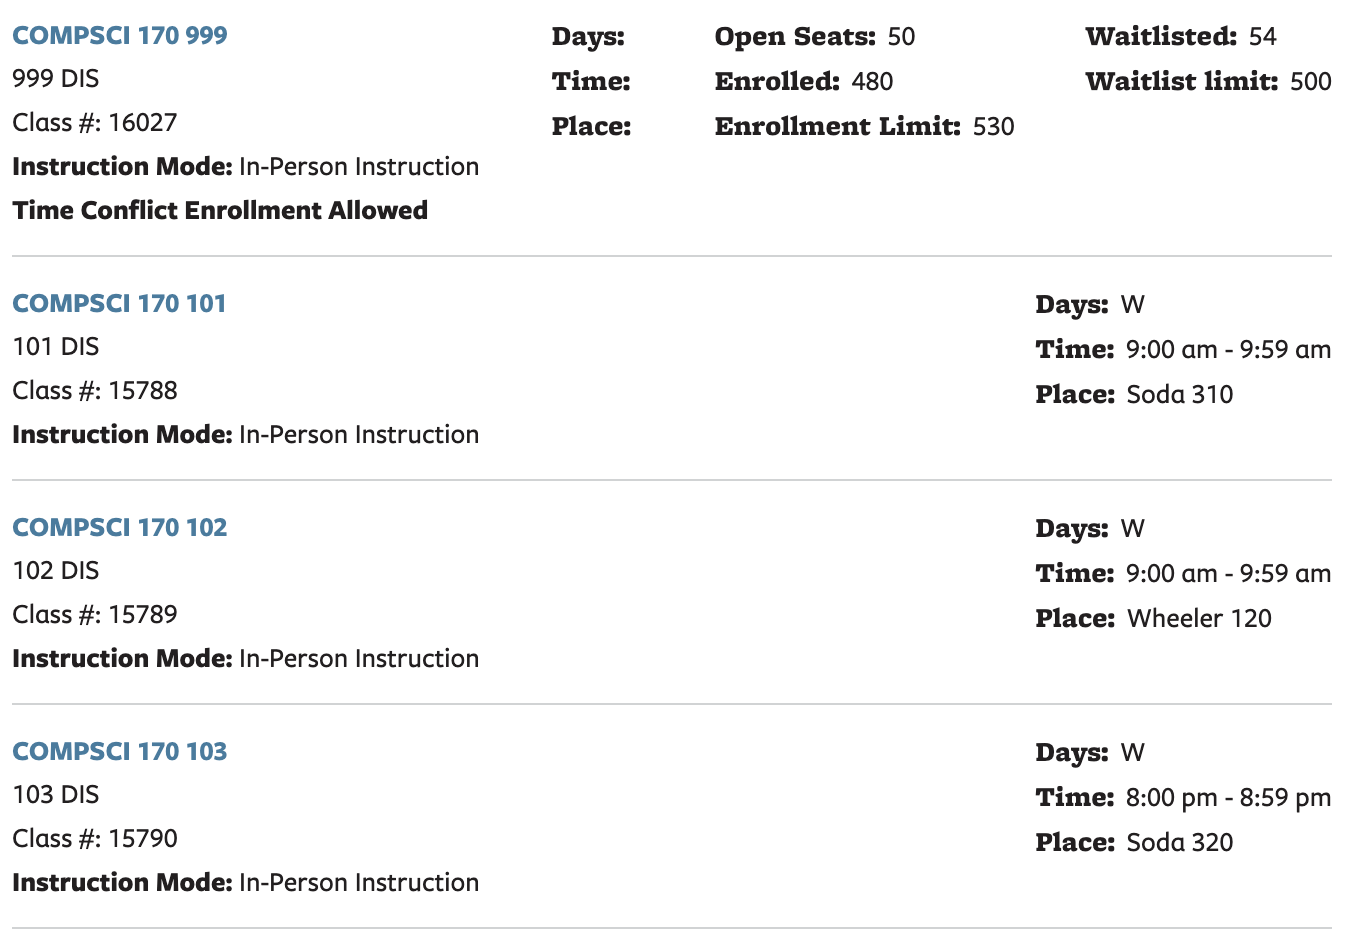 COMPSCI 170 999
999 DIS
Class #: 16027
Instruction Mode: In-Person Instruction
Time Conflict Enrollment Allowed
Days:
Time:
Place:
Open Seats: 50
Enrolled: 480
Enrollment Limit: 530
Waitlisted: 54
Waitlist limit: 500
COMPSCI 170 101
101 DIS
Class #: 15788
Instruction Mode: In-Person Instruction
Days: W
Time: 9:00 am - 9:59 am
Place: Soda 310
COMPSCI 170 102
102 DIS
Class #: 15789
Instruction Mode: In-Person Instruction
Days: W
Time: 9:00 am - 9:59 am
Place: Wheeler 120
COMPSCI 170 103
103 DIS
Class #: 15790
Instruction Mode: In-Person Instruction
Days: W
Time: 8:00 pm - 8:59 pm
Place: Soda 320